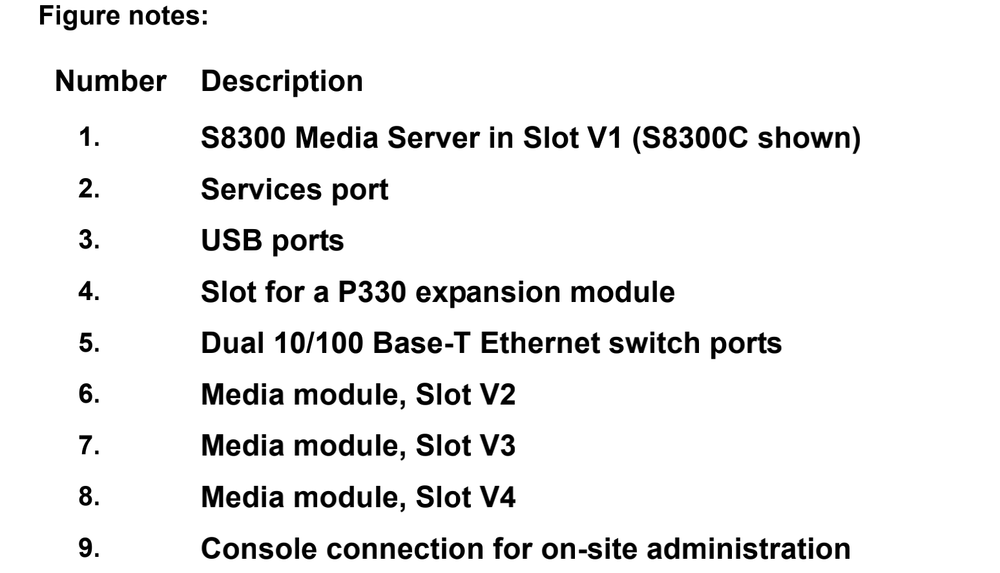 Figure notes:
Number Description
1. S8300 Media Server in Slot V1 (S8300C shown)
2. Services port
3. USB ports
4. Slot for a P330 expansion module
5. Dual 10/100 Base-T Ethernet switch ports
6. Media module, Slot V2
7. Media module, Slot V3
8. Media module, Slot V4
9. Console connection for on-site administration